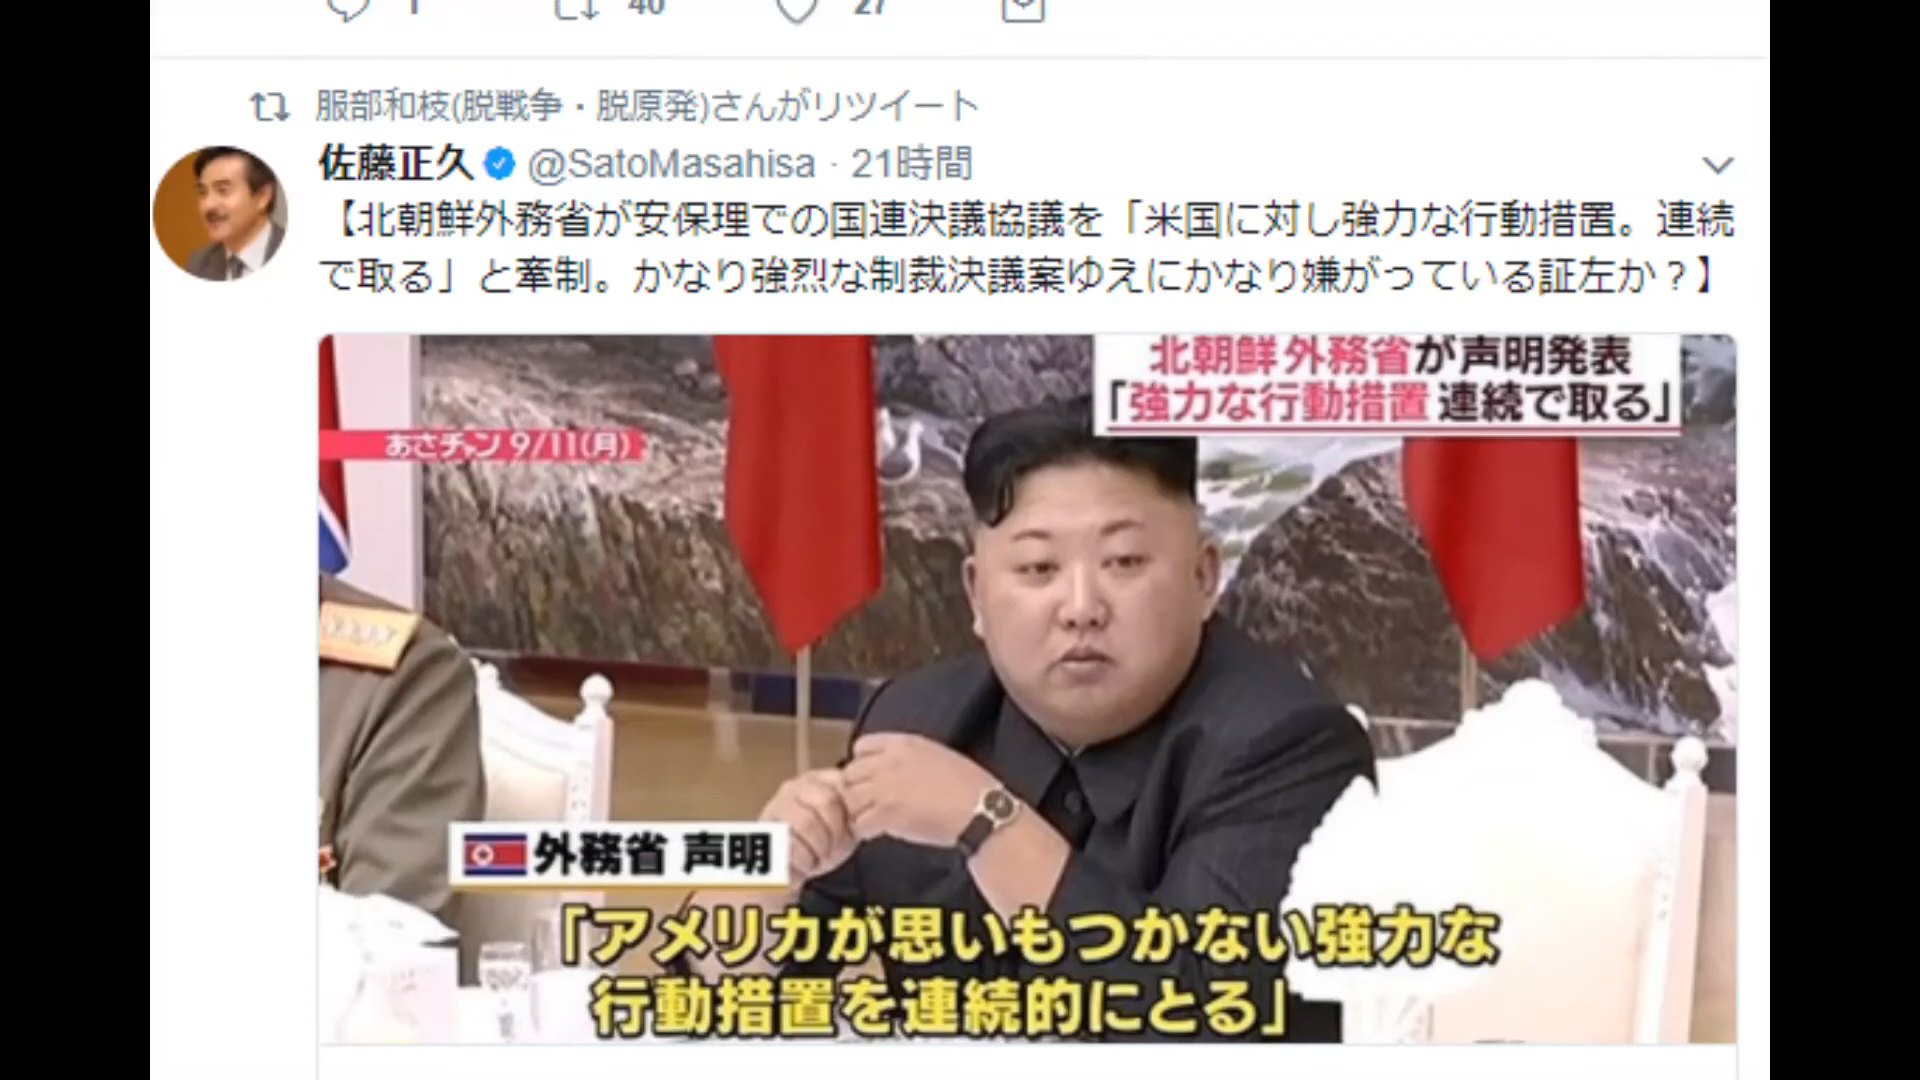 1 40 27
服部和枝(脱戦争・脱原発)さんがリツイート
佐藤正久 @SatoMasahisa · 21時間
【北朝鮮外務省が安保理での国連決議協議を「米国に対し強力な行動措置。連続
で取る」と牽制。かなり強烈な制裁決議案ゆえにかなり嫌がっている証左か？】
北朝鮮外務省が声明発表
「強力な行動措置 連続で取る」
あさチャン 9/11(月)
外務省 声明
「アメリカが思いもつかない強力な
行動措置を連続的にとる」